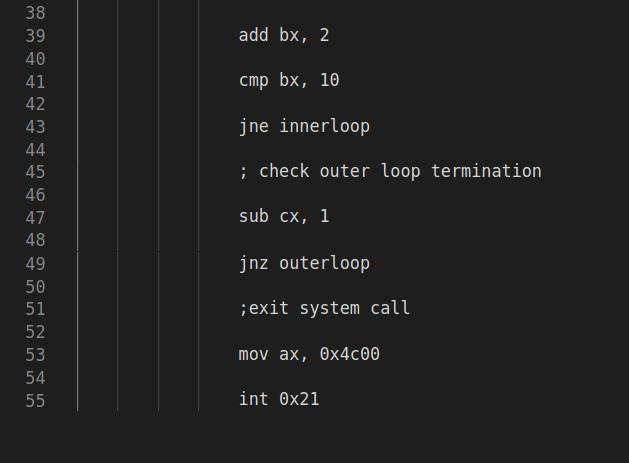 38
39 add bx, 2
40
41 cmp bx, 10
42
43 jne innerloop
44
45 ; check outer loop termination
46
47 sub cx, 1
48
49 jnz outerloop
50
51 ;exit system call
52
53 mov ax, 0x4c00
54
55 int 0x21